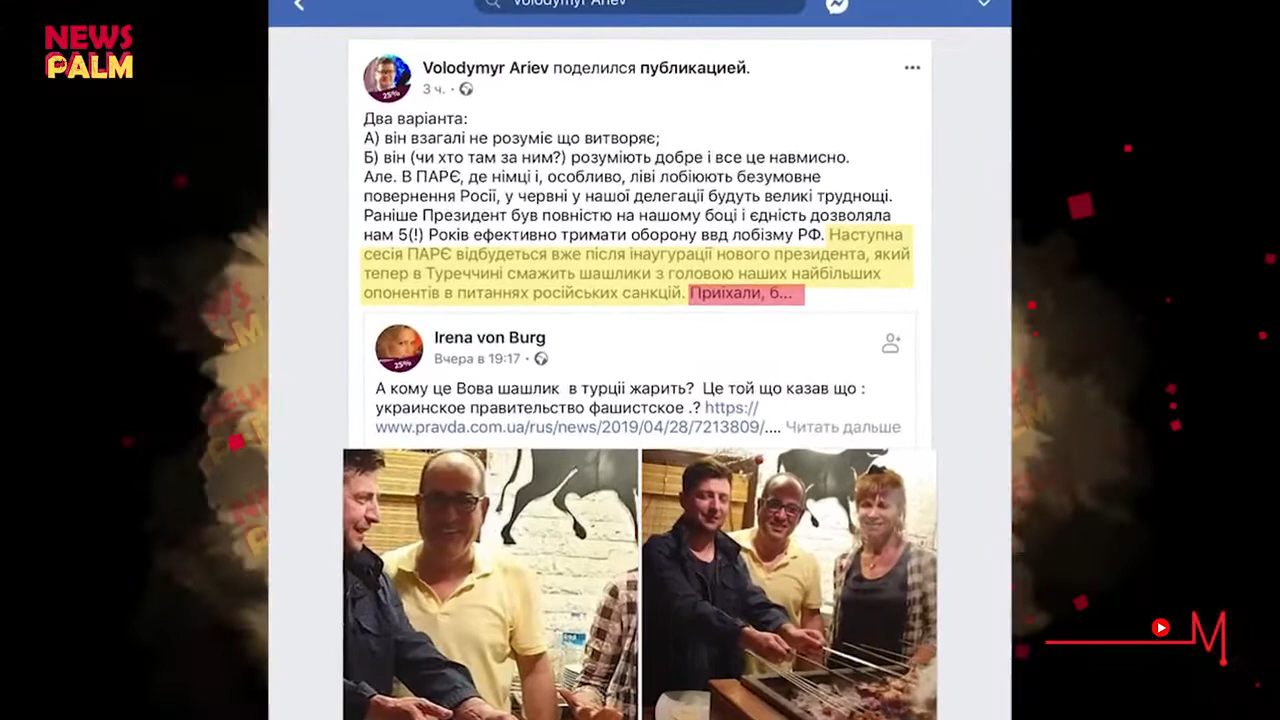 NEWS
PALM
Volodymyr Ariev
Volodymyr Ariev поделился публикацией.
3 ч. ·
25%
Два варіанта:
А) він взагалі не розуміє що витворяє;
Б) він (чи хто там за ним?) розуміють добре і все це навмисно.
Але. В ПАРЄ, де німці і, особливо, ліві лобіюють безумовне
повернення Росії, у червні у нашої делегації будуть великі труднощі.
Раніше Президент був повністю на нашому боці і єдність дозволяла
нам 5(!) Років ефективно тримати оборону ввд лобізму РФ. Наступна
сесія ПАРЄ відбудеться вже після інаугурації нового президента, який
тепер в Туреччині смажить шашлики з головою наших найбільших
опонентів в питаннях російських санкцій. Приїхали, б...
Irena von Burg
Вчера в 19:17 ·
25%
А кому це Вова шашлик в турціі жарить? Це той що казав що :
украинское правительство фашистское .? https://
www.pravda.com.ua/rus/news/2019/04/28/7213809/.... Читать дальше
M